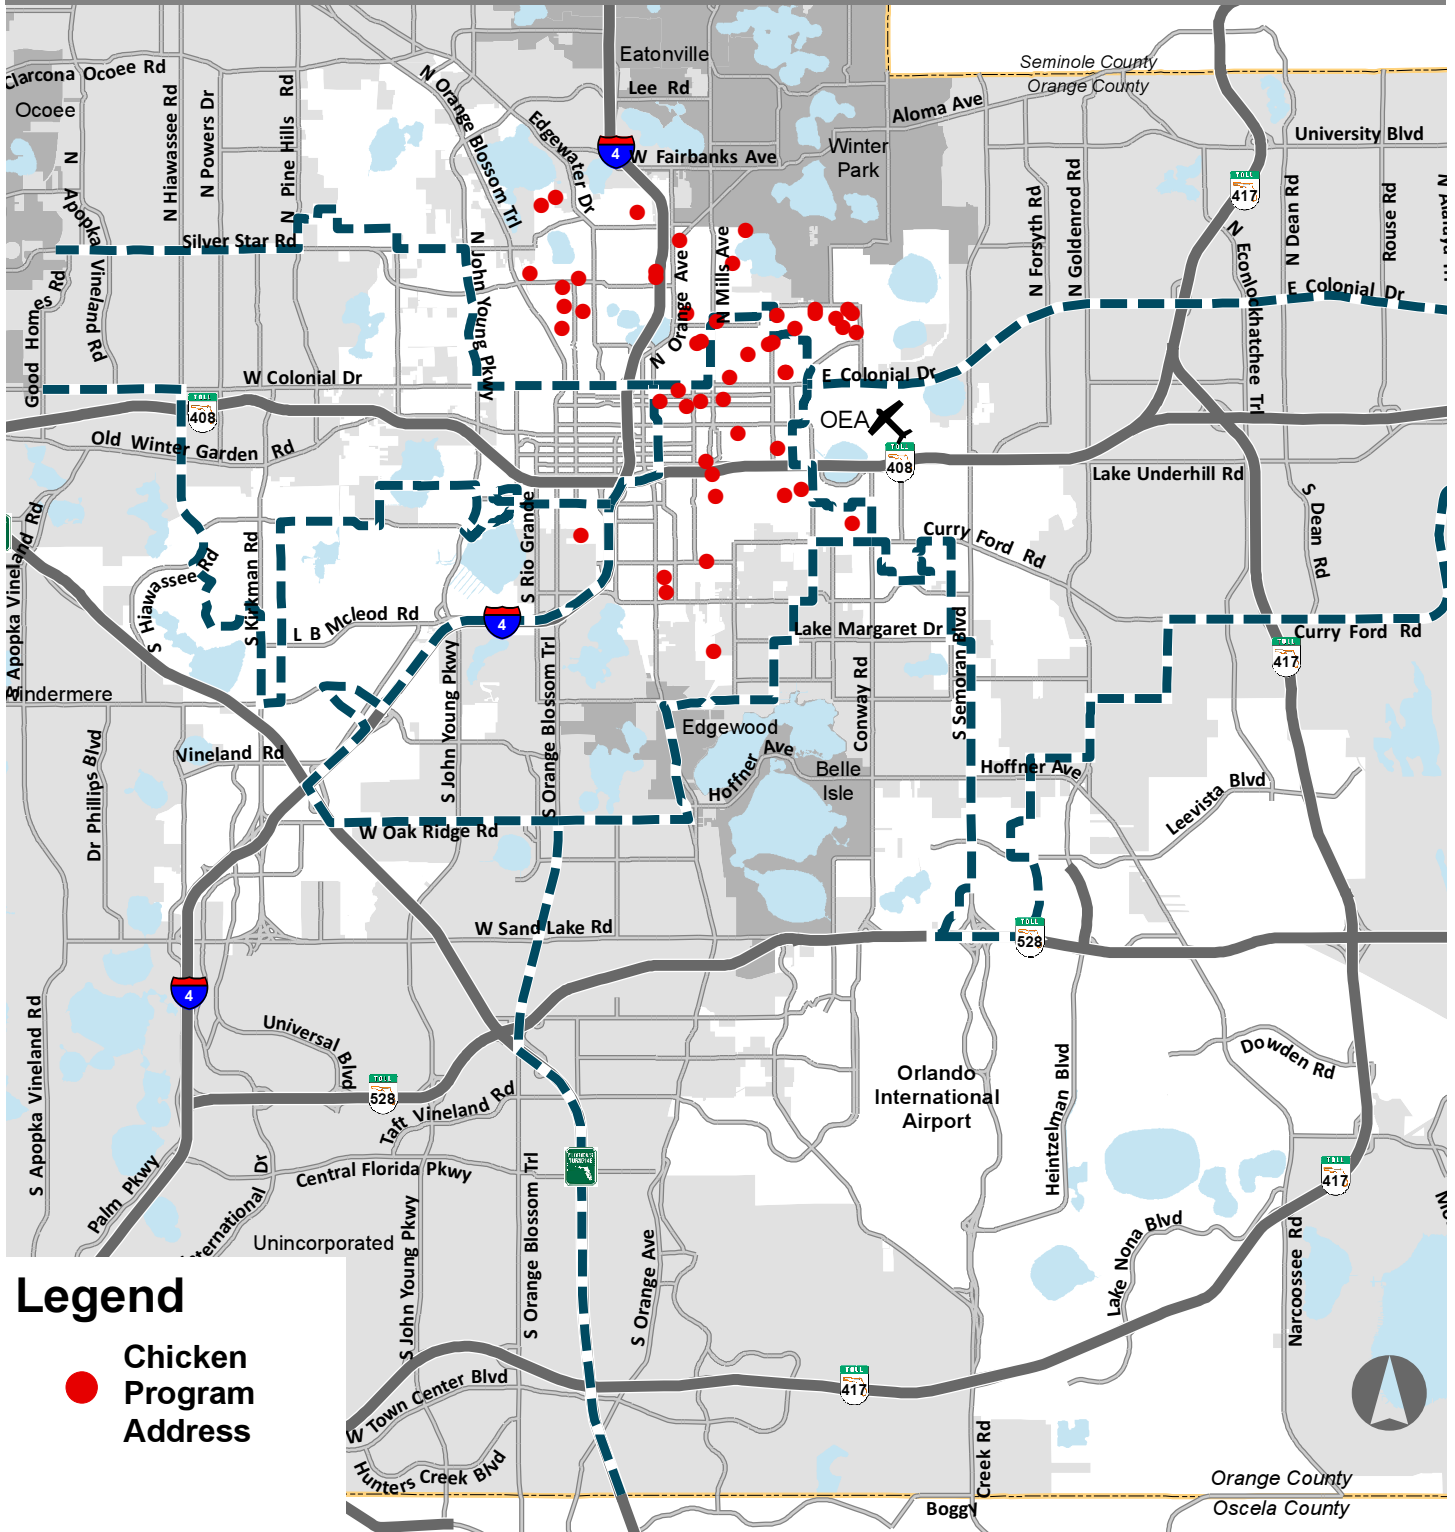 Eatonville
Seminole County
Orange County
Clarcona Ocoee Rd
Ocoee
Lee Rd
Aloma Ave
University Blvd
N Hiawassee Rd
N Powers Dr
N Pine Hills Rd
N Orange Blossom Trl
Edgewater Dr
4
W Fairbanks Ave
Winter
Park
TOLL
417
N Apopka Vineland Rd
Silver Star Rd
N John Young Pkwy
N Orange Ave
N Mills Ave
N Forsyth Rd
N Goldenrod Rd
N Econlockhatchee Trl
N Dean Rd
Rouse Rd
E Colonial Dr
Good Homes Rd
W Colonial Dr
E Colonial Dr
TOLL
408
OEA
Old Winter Garden Rd
TOLL
408
Lake Underhill Rd
S Apopka Vineland Rd
S Hiawassee Rd
S Kirkman Rd
S Rio Grande
Curry Ford Rd
S Dean Rd
L B Mcleod Rd
4
Lake Margaret Dr
S Semoran Blvd
Curry Ford Rd
TOLL
417
Windermere
Conway Rd
S John Young Pkwy
S Orange Blossom Trl
Edgewood
Dr Phillips Blvd
Vineland Rd
Hoffner Ave
Belle
Isle
Hoffner Ave
Leevista Blvd
W Oak Ridge Rd
W Sand Lake Rd
TOLL
528
4
S Apopka Vineland Rd
Universal Blvd
TOLL
528
Taft Vineland Rd
Orlando
International
Airport
Heintzelman Blvd
Dowden Rd
Central Florida Pkwy
Palm Pkwy
International Dr
TOLL
417
Unincorporated
S John Young Pkwy
S Orange Blossom Trl
S Orange Ave
Lake Nona Blvd
Narcoossee Rd
Legend
Chicken
Program
Address
TOLL
417
W Town Center Blvd
Hunters Creek Blvd
Boggy Creek Rd
Orange County
Oscela County